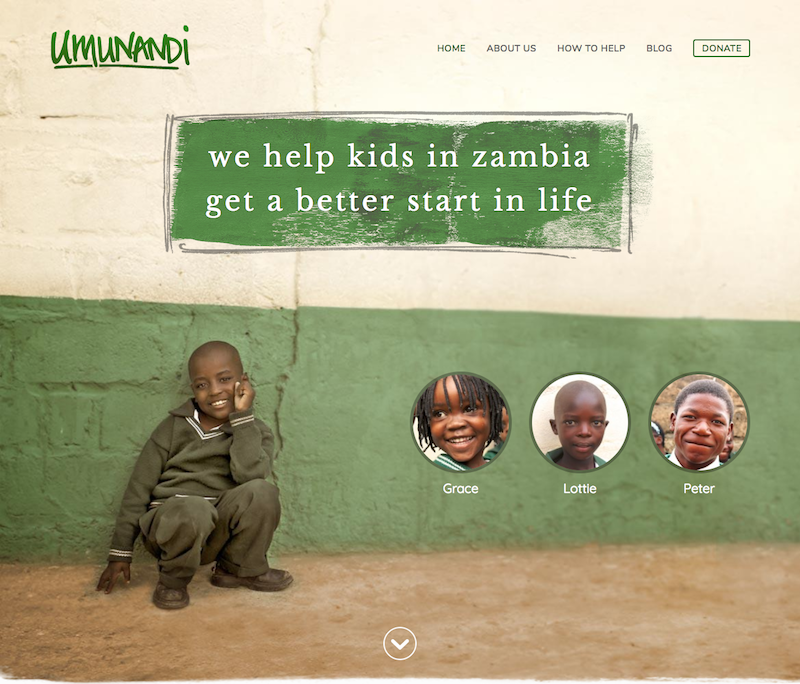 UMUNANDi
HOME ABOUT US HOW TO HELP BLOG DONATE
we help kids in zambia
get a better start in life
Grace Lottie Peter